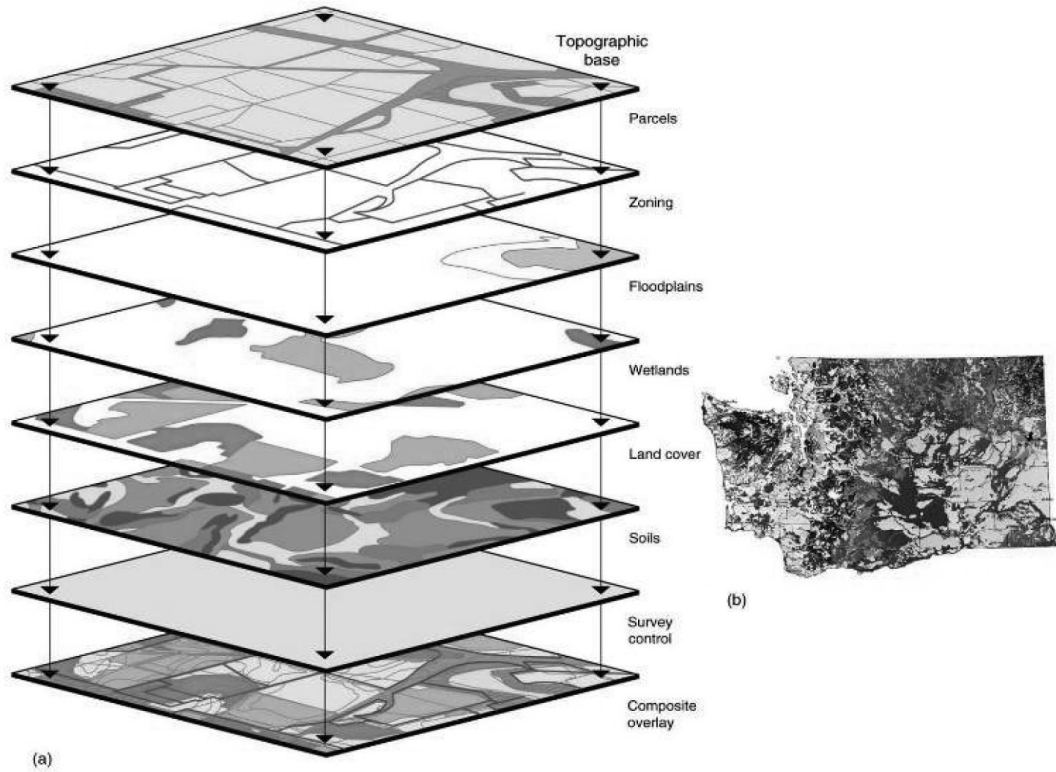 Topographic
base
Parcels
Zoning
Floodplains
Wetlands
Land cover
Soils
Survey
control
Composite
overlay
(a)
(b)